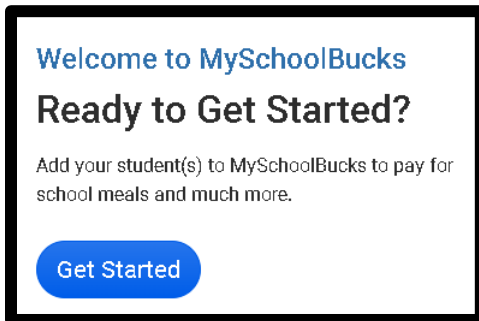 Welcome to MySchoolBucks
Ready to Get Started?
Add your student(s) to MySchoolBucks to pay for
school meals and much more.
Get Started